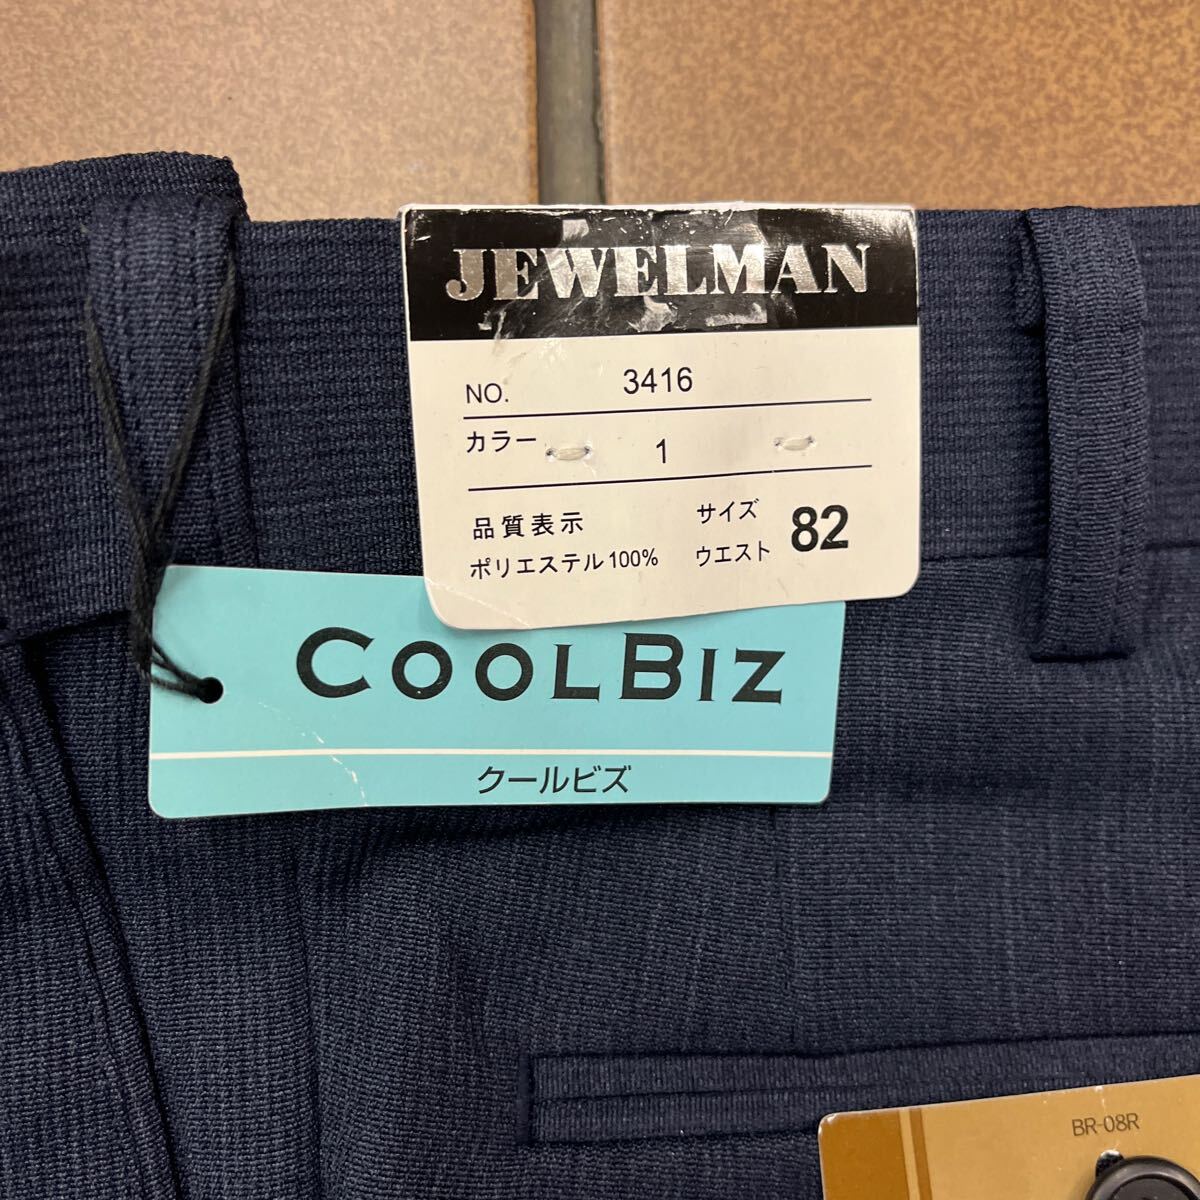 JEWELMAN
NO. 3416
カラー 1
品質表示 サイズ
ポリエステル100% ウエスト 82
COOLBIZ
クールビズ
BR-08R